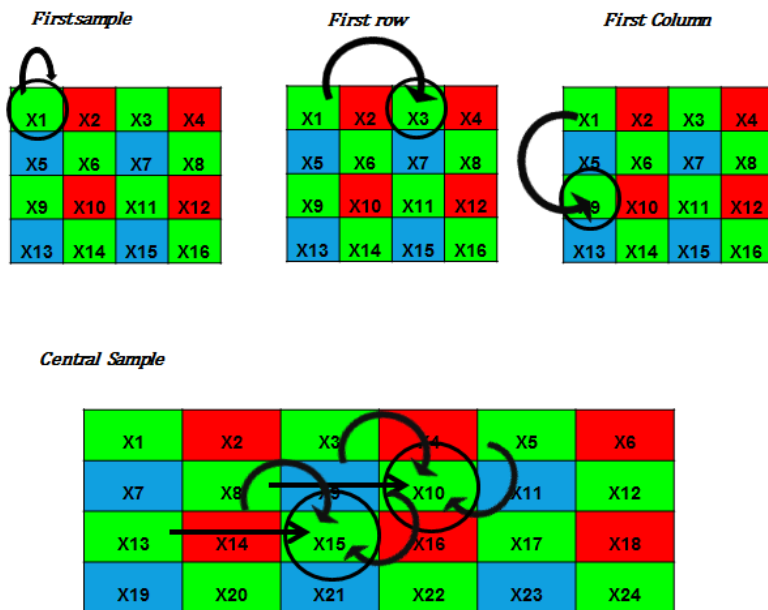 First sample First row First Column
X1 X2 X3 X4 X1 X2 X3 X4 X1 X2 X3 X4
X5 X6 X7 X8 X5 X6 X7 X8 X5 X6 X7 X8
X9 X10 X11 X12 X9 X10 X11 X12 X9 X10 X11 X12
X13 X14 X15 X16 X13 X14 X15 X16 X13 X14 X15 X16
Central Sample
X1 X2 X3 X4 X5 X6
X7 X8 X9 X10 X11 X12
X13 X14 X15 X16 X17 X18
X19 X20 X21 X22 X23 X24